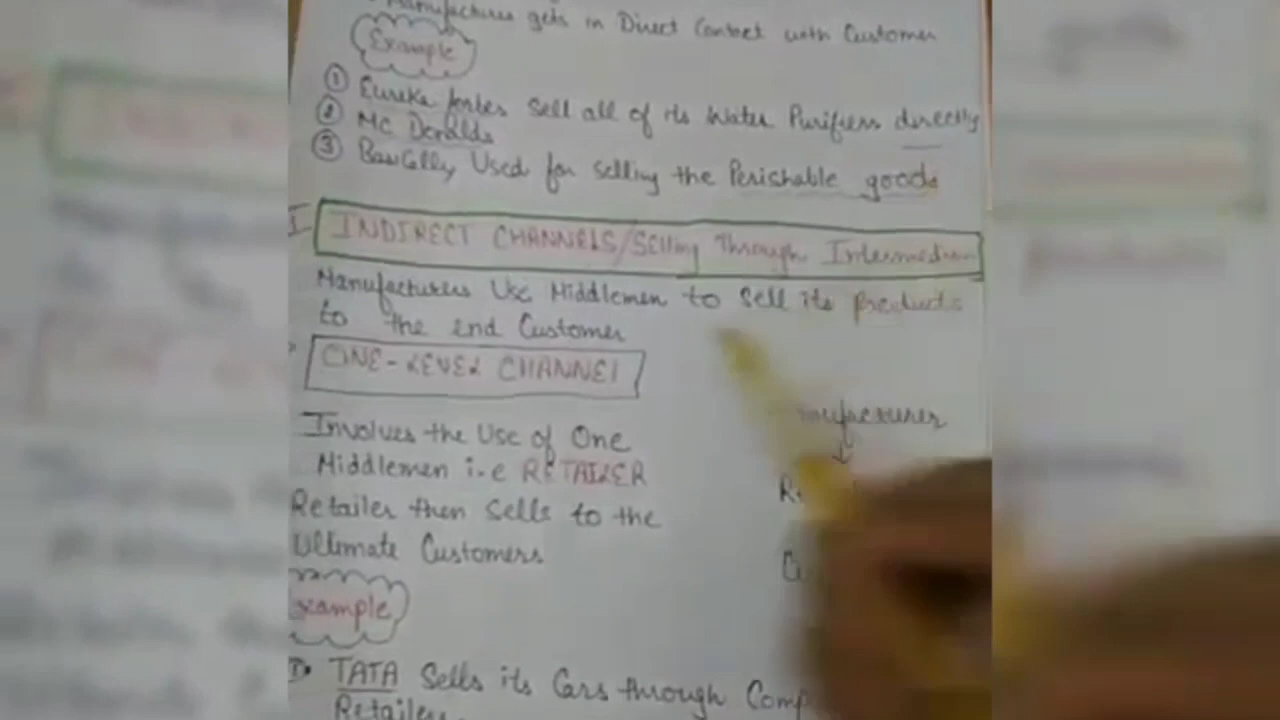 Manufactures gets in Direct Contact with Customer
Example
① Eureka forbes Sell all of its Water Purifiers directly
② Mc Donalds
③ Basically Used for selling the Perishable goods
INDIRECT CHANNELS/Selling Through
Manufacturers Use Middlemen to Sell its Products
to the end Customer
ONE-LEVEL CHANNEL
Involves the Use of One
Middlemen i.e RETAILER
Retailer then Sells to the
Ultimate Customers
Example
TATA Sells its Cars through
Retailers